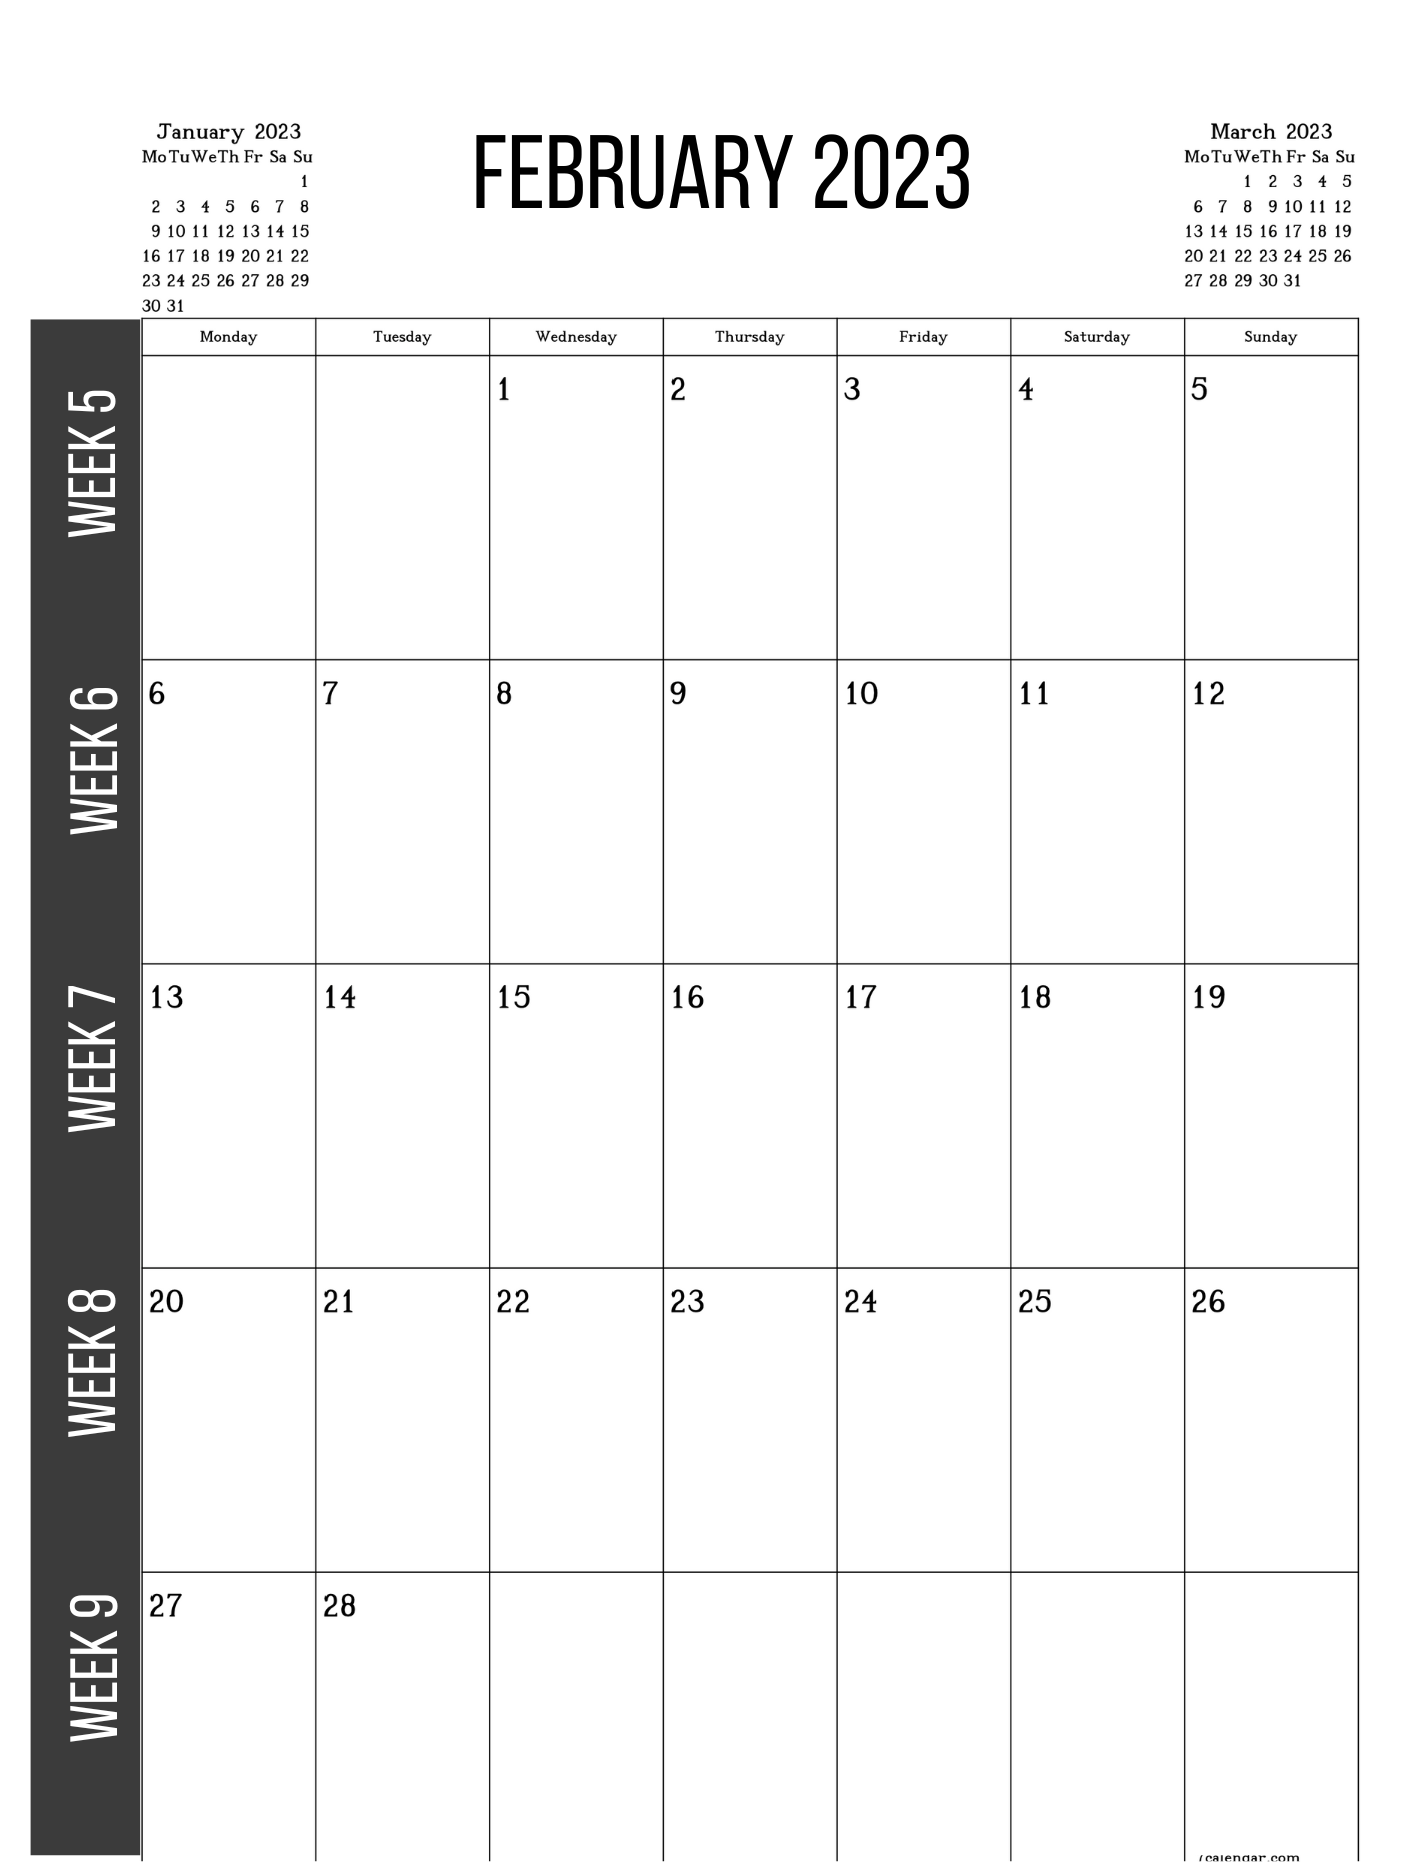 January 2023
Mo Tu We Th Fr Sa Su
1
2 3 4 5 6 7 8
9 10 11 12 13 14 15
16 17 18 19 20 21 22
23 24 25 26 27 28 29
30 31
FEBRUARY 2023
March 2023
Mo Tu We Th Fr Sa Su
1 2 3 4 5
6 7 8 9 10 11 12
13 14 15 16 17 18 19
20 21 22 23 24 25 26
27 28 29 30 31
Monday Tuesday Wednesday Thursday Friday Saturday Sunday
WEEK 5
1 2 3 4 5
WEEK 6
6 7 8 9 10 11 12
WEEK 7
13 14 15 16 17 18 19
WEEK 8
20 21 22 23 24 25 26
WEEK 9
27 28